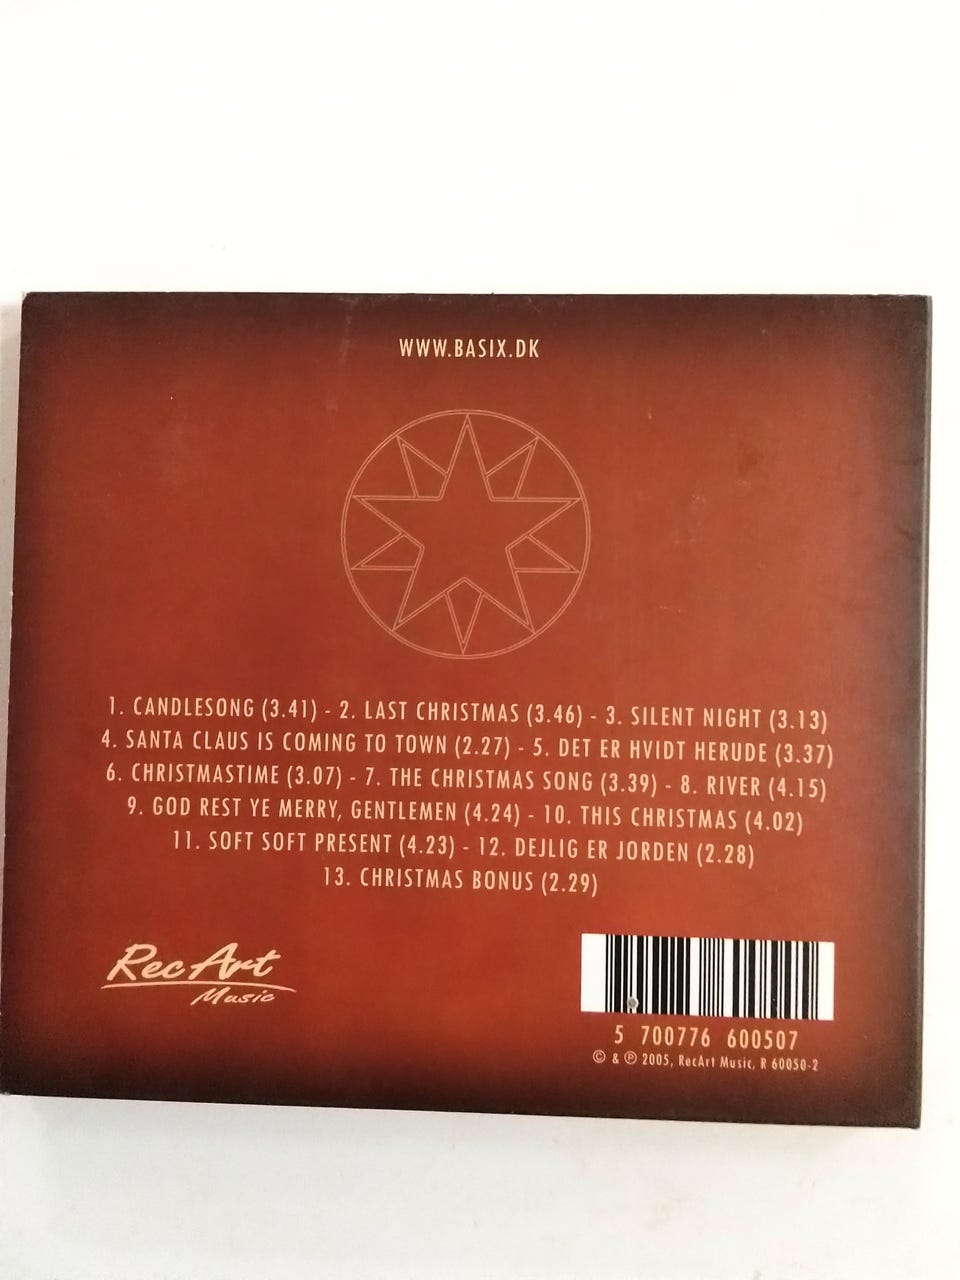 WWW.BASIX.DK
1. CANDLESONG (3.41) - 2. LAST CHRISTMAS (3.46) - 3. SILENT NIGHT (3.13)
4. SANTA CLAUS IS COMING TO TOWN (2.27) - 5. DET ER HVIDT HERUDE (3.37)
6. CHRISTMASTIME (3.07) - 7. THE CHRISTMAS SONG (3.39) - 8. RIVER (4.15)
9. GOD REST YE MERRY, GENTLEMEN (4.24) - 10. THIS CHRISTMAS (4.02)
11. SOFT SOFT PRESENT (4.23) - 12. DEJLIG ER JORDEN (2.28)
13. CHRISTMAS BONUS (2.29)
RecArt
Music
5 700776 600507
© & ℗ 2005, RecArt Music, R 60050-2